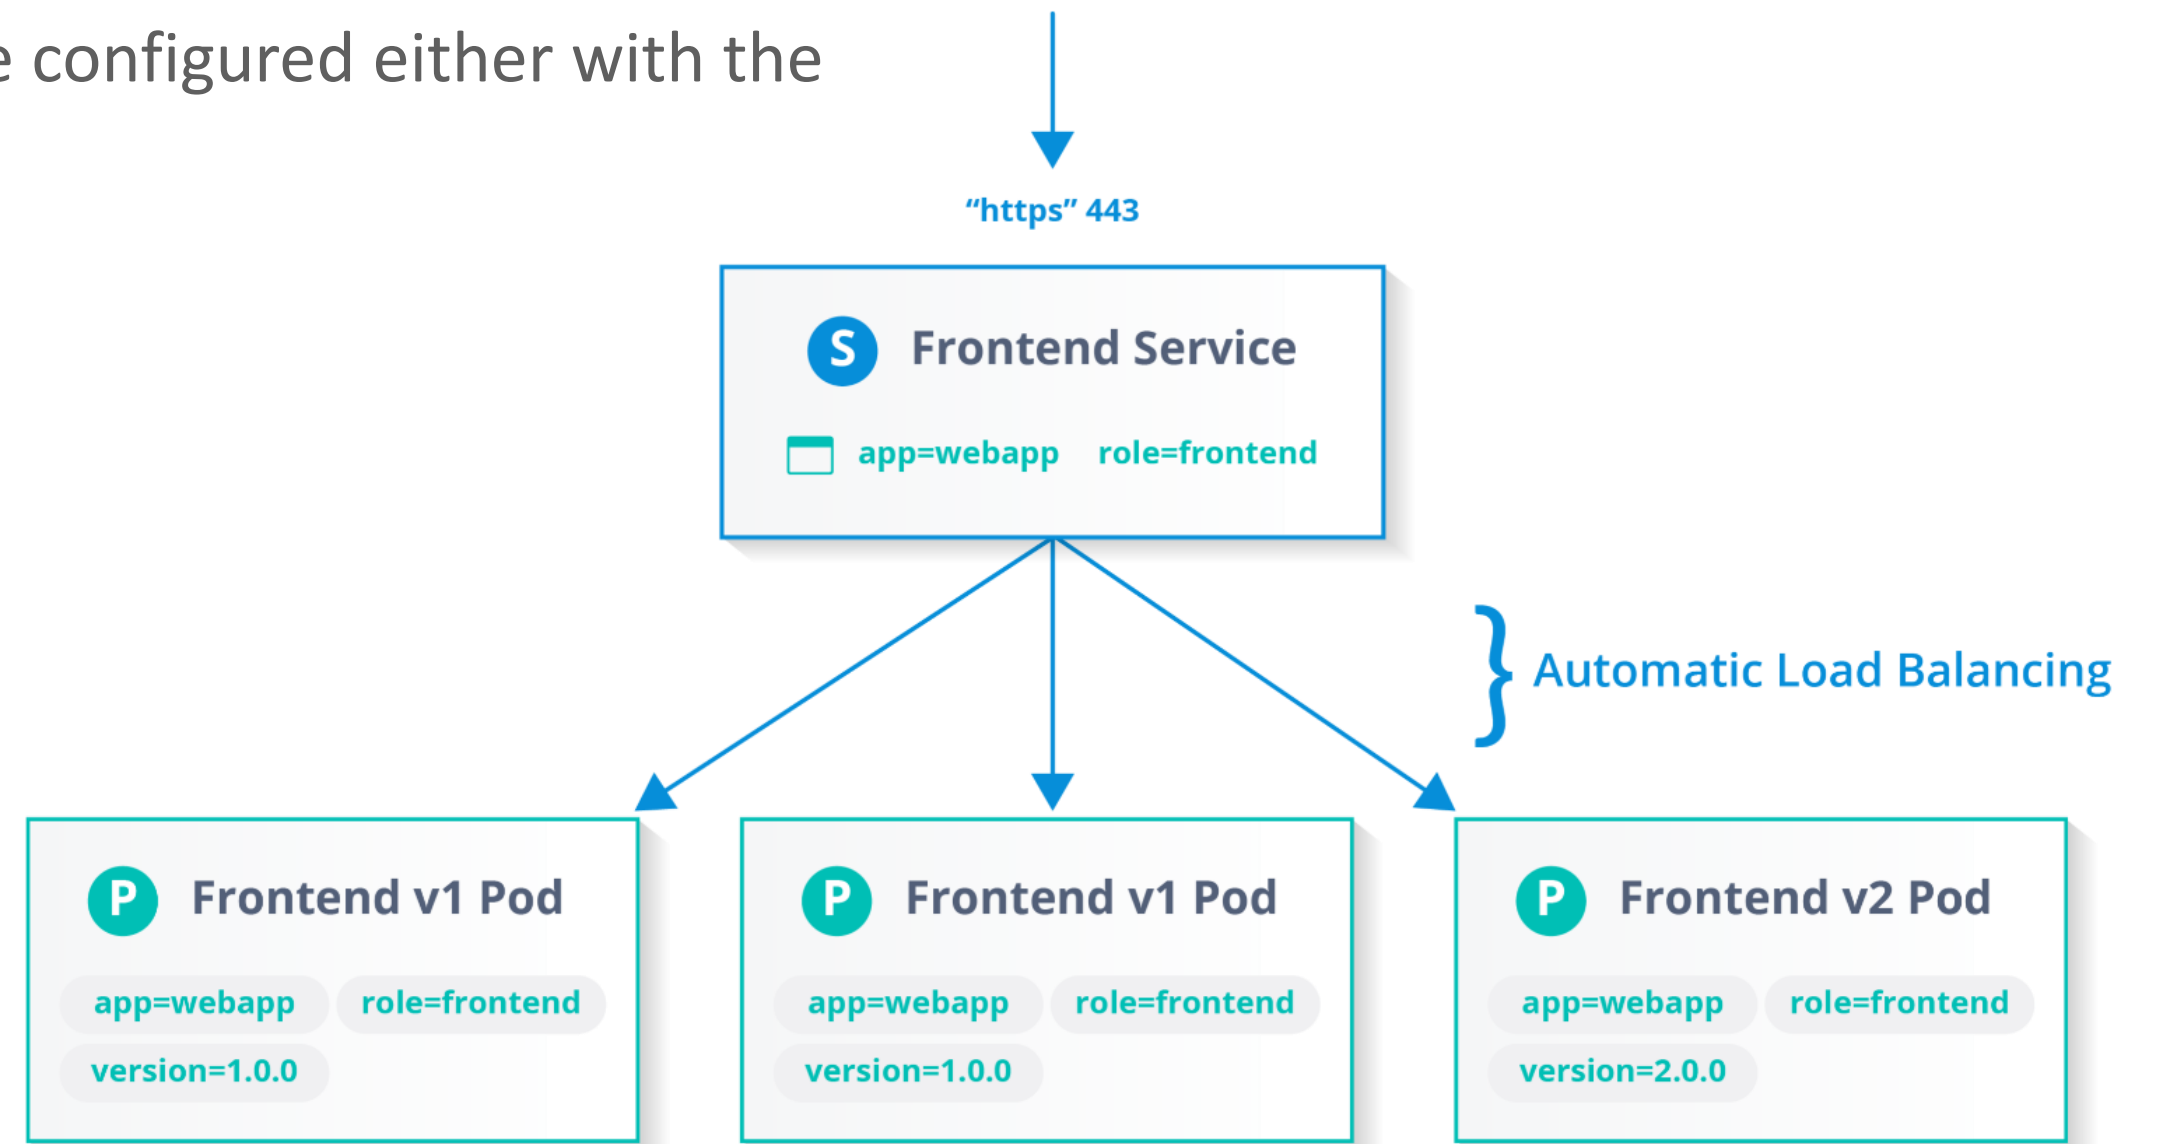 e configured either with the
“https” 443
S Frontend Service
app=webapp role=frontend
} Automatic Load Balancing
P Frontend v1 Pod
app=webapp role=frontend
version=1.0.0
P Frontend v1 Pod
app=webapp role=frontend
version=1.0.0
P Frontend v2 Pod
app=webapp role=frontend
version=2.0.0